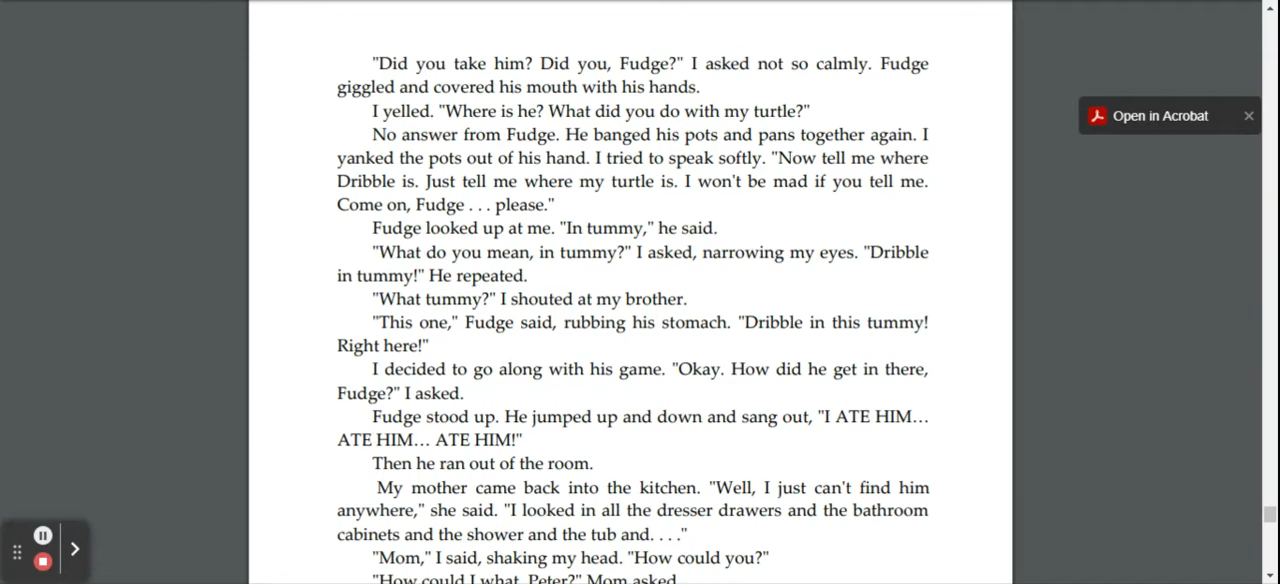 "Did you take him? Did you, Fudge?" I asked not so calmly. Fudge
giggled and covered his mouth with his hands.
I yelled. "Where is he? What did you do with my turtle?"
No answer from Fudge. He banged his pots and pans together again. I
yanked the pots out of his hand. I tried to speak softly. "Now tell me where
Dribble is. Just tell me where my turtle is. I won't be mad if you tell me.
Come on, Fudge . . . please."
Fudge looked up at me. "In tummy," he said.
"What do you mean, in tummy?" I asked, narrowing my eyes. "Dribble
in tummy!" He repeated.
"What tummy?" I shouted at my brother.
"This one," Fudge said, rubbing his stomach. "Dribble in this tummy!
Right here!"
I decided to go along with his game. "Okay. How did he get in there,
Fudge?" I asked.
Fudge stood up. He jumped up and down and sang out, "I ATE HIM…
ATE HIM… ATE HIM!"
Then he ran out of the room.
My mother came back into the kitchen. "Well, I just can't find him
anywhere," she said. "I looked in all the dresser drawers and the bathroom
cabinets and the shower and the tub and. . . ."
"Mom," I said, shaking my head. "How could you?"
"How could I what, Peter?" Mom asked.
Open in Acrobat